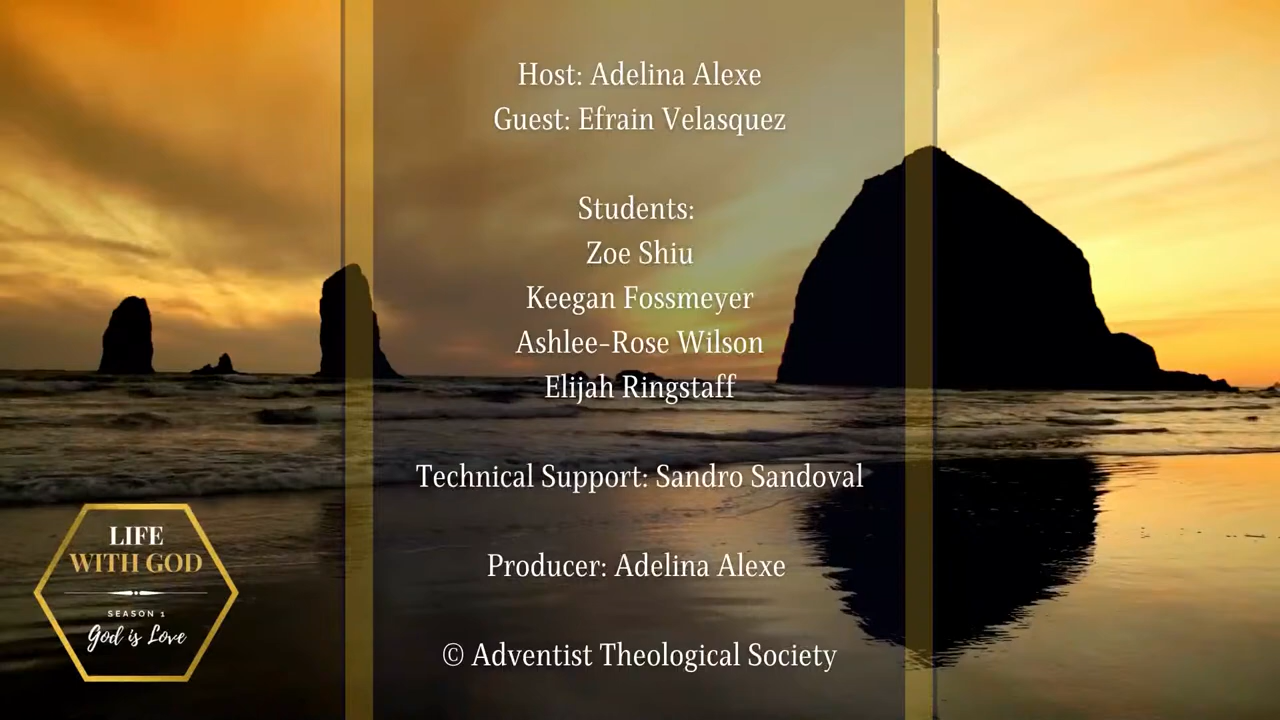 Host: Adelina Alexe
Guest: Efrain Velasquez
Students:
Zoe Shiu
Keegan Fossmeyer
Ashlee-Rose Wilson
Elijah Ringstaff
Technical Support: Sandro Sandoval
Producer: Adelina Alexe
© Adventist Theological Society
LIFE
WITH GOD
SEASON 1
God is Love